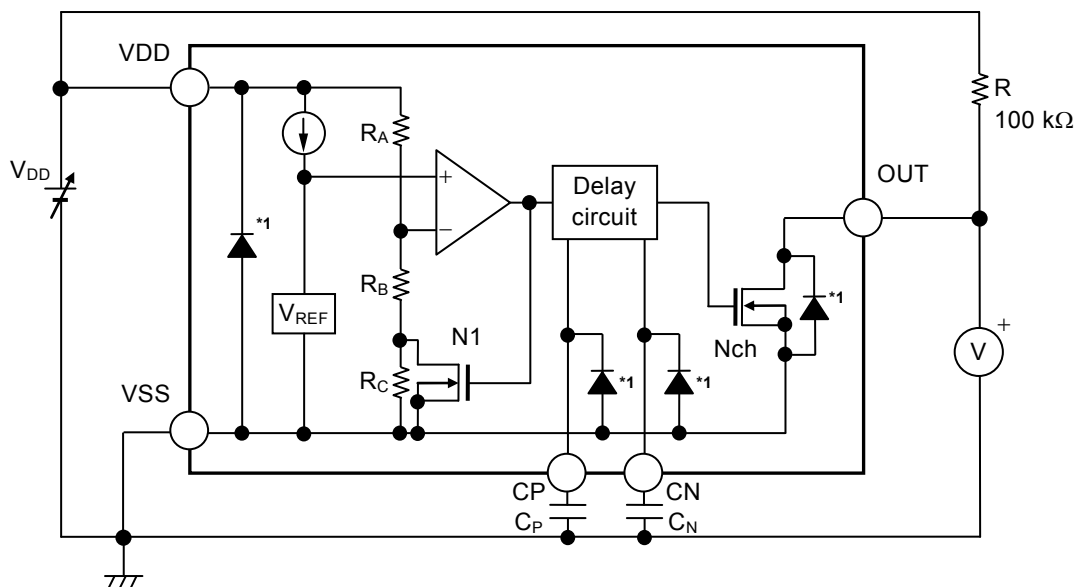 VDD
R
100 kΩ
RA
VDD
OUT
+
Delay
circuit
*1
−
RB
VREF
N1
+
*1
V
Nch
VSS
RC
*1
*1
CP
CN
CP
CN